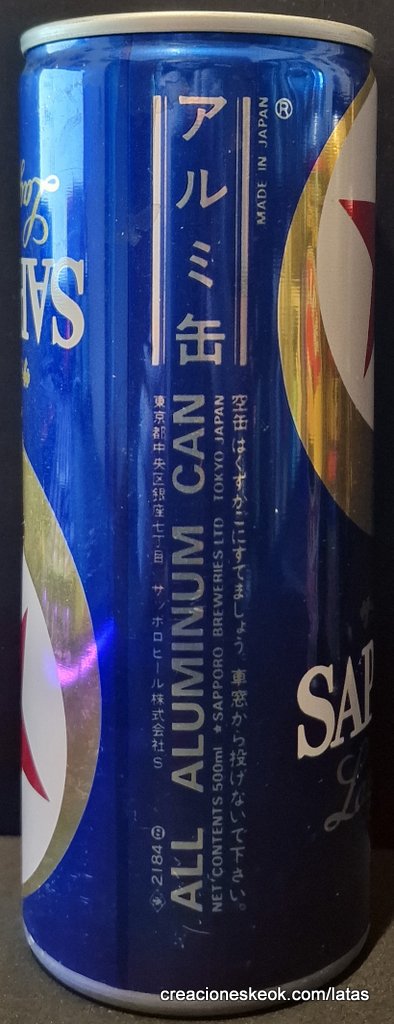 アルミ缶
MADE IN JAPAN
®
ALL ALUMINUM CAN
NET CONTENTS 500ml ★ SAPPORO BREWERIES LTD TOKYO JAPAN
空缶はくずかごにすてましょう。車窓から投げないで下さい。
東京都中央区銀座七丁目 サッポロビール株式会社 S
2184
SAP
SAP
creacioneskeok.com/latas